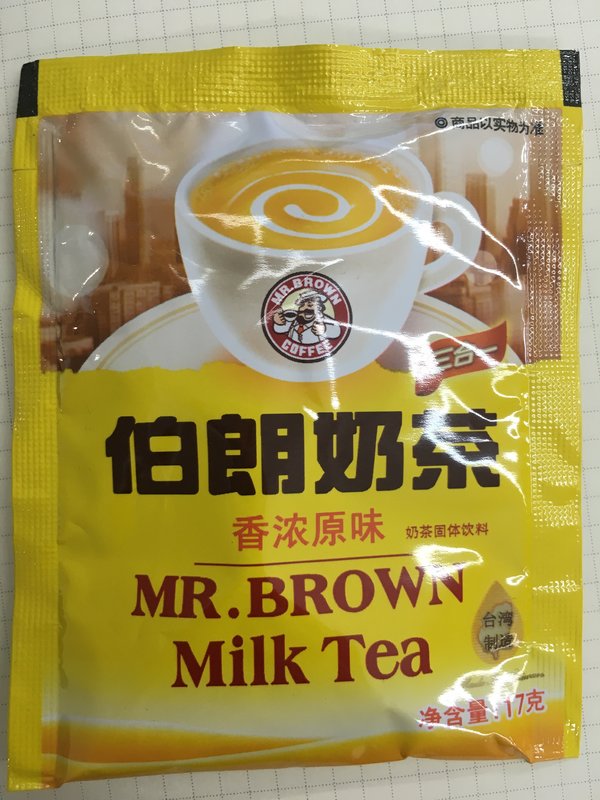 ◎商品以实物为准
MR.BROWN
COFFEE
三合一
伯朗奶茶
香浓原味
奶茶固体饮料
MR.BROWN
Milk Tea
台湾
制造
净含量:17克